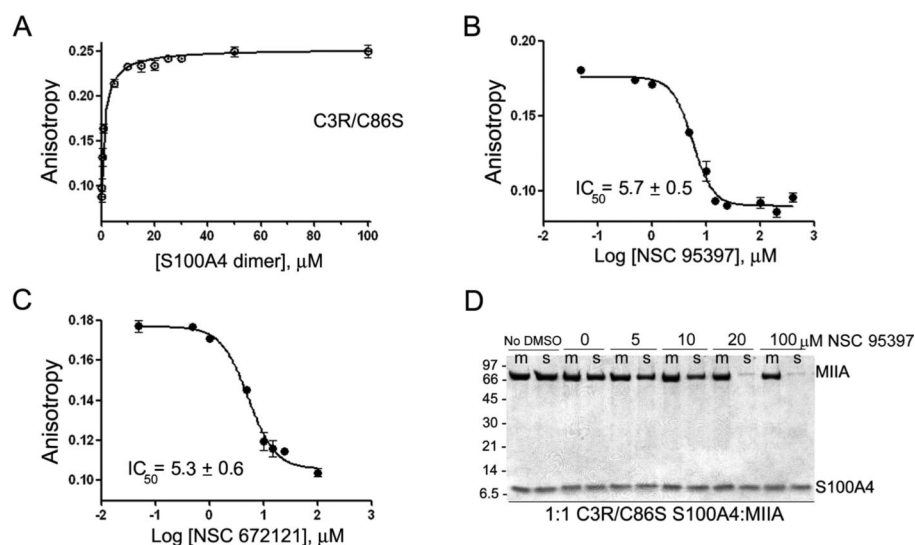 A
Anisotropy
0.25
0.20
0.15
0.10
C3R/C86S
0 20 40 60 80 100
[S100A4 dimer], μM
B
Anisotropy
0.20
0.15
0.10
IC50= 5.7 ± 0.5
-2 -1 0 1 2 3
Log [NSC 95397], μM
C
Anisotropy
0.18
0.16
0.14
0.12
0.10
IC50= 5.3 ± 0.6
-2 -1 0 1 2 3
Log [NSC 672121], μM
D
No DMSO 0 5 10 20 100 μM NSC 95397
m s m s m s m s m s m s
97
66
45
30
21
14
6.5
MIIA
S100A4
1:1 C3R/C86S S100A4:MIIA